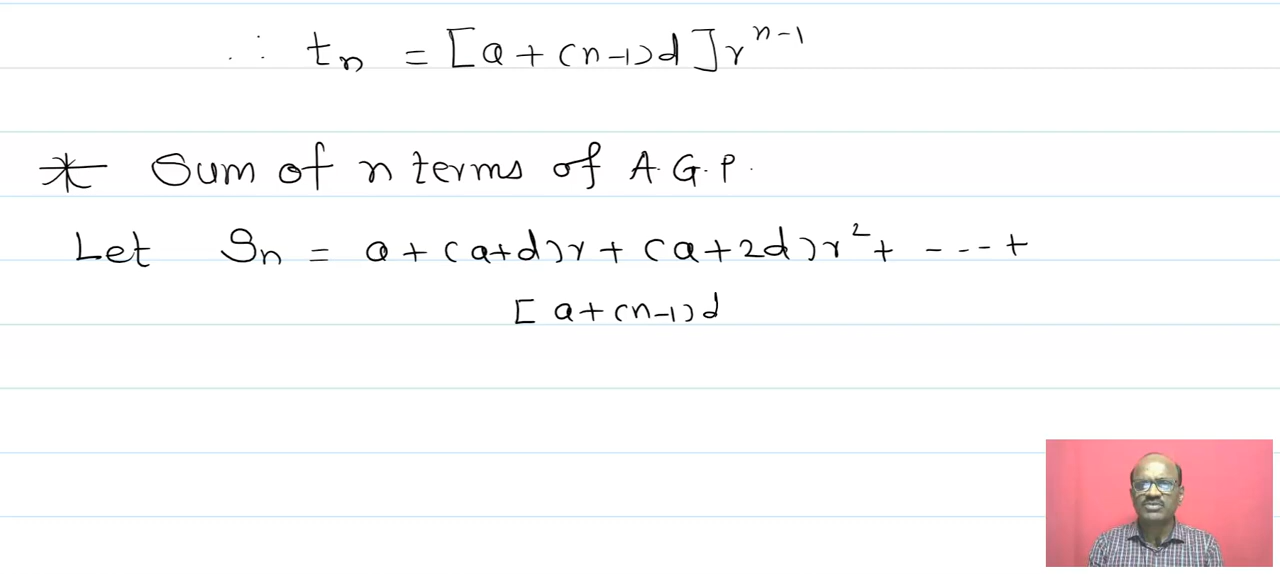 ∴ tn = [a+(n-1)d]r^n-1
* Sum of n terms of A.G.P.
Let Sn = a+(a+d)r+(a+2d)r²+ ---- +
[a+(n-1)d